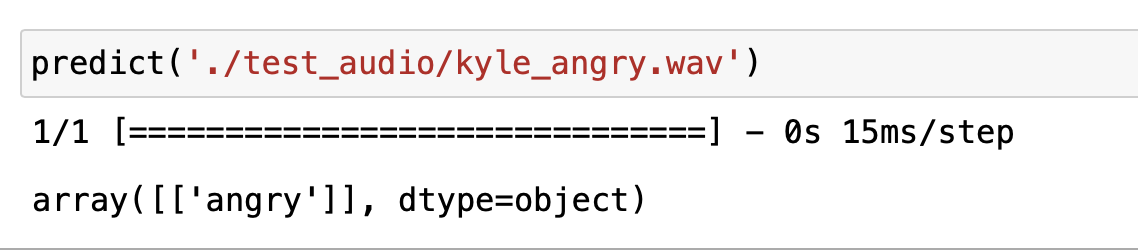 predict('./test_audio/kyle_angry.wav')
1/1 [==============================] - 0s 15ms/step
array([['angry']], dtype=object)